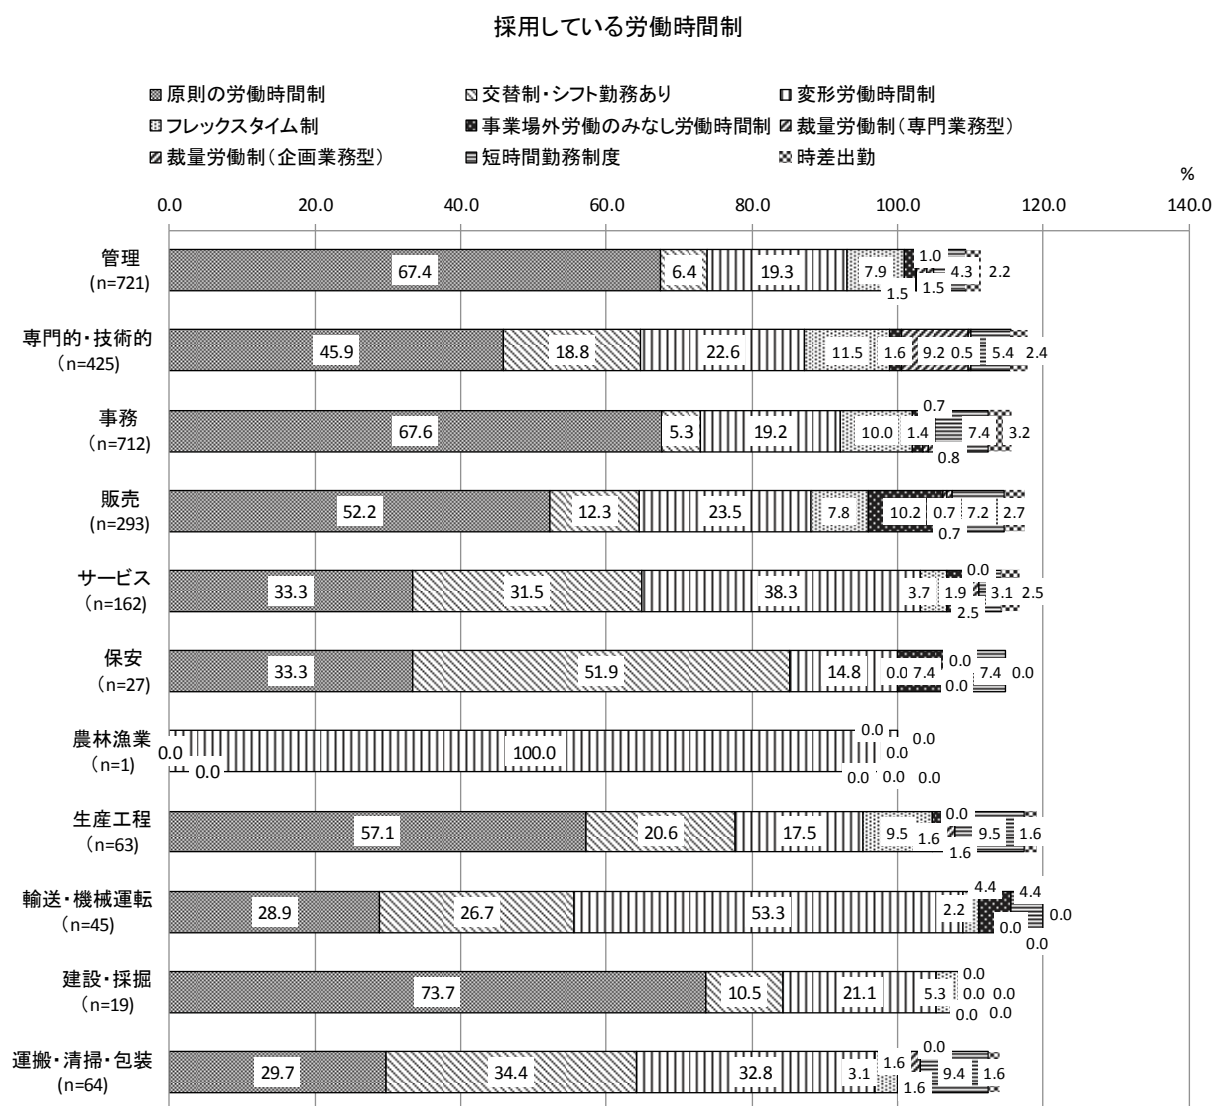 採用している労働時間制
原則の労働時間制 交替制・シフト勤務あり 変形労働時間制
フレックスタイム制 事業場外労働のみなし労働時間制 裁量労働制(専門業務型)
裁量労働制(企画業務型) 短時間勤務制度 時差出勤
%
0.0 20.0 40.0 60.0 80.0 100.0 120.0 140.0
管理
(n=721)
67.4 6.4 19.3 7.9 1.5 1.0 1.5 4.3 2.2
専門的・技術的
(n=425)
45.9 18.8 22.6 11.5 1.6 9.2 0.5 5.4 2.4
事務
(n=712)
67.6 5.3 19.2 10.0 1.4 0.7 0.8 7.4 3.2
販売
(n=293)
52.2 12.3 23.5 7.8 10.2 0.7 0.7 7.2 2.7
サービス
(n=162)
33.3 31.5 38.3 3.7 1.9 0.0 2.5 3.1 2.5
保安
(n=27)
33.3 51.9 14.8 0.0 7.4 0.0 0.0 7.4 0.0
農林漁業
(n=1)
0.0 0.0 100.0 0.0 0.0 0.0 0.0 0.0 0.0
生産工程
(n=63)
57.1 20.6 17.5 9.5 1.6 0.0 1.6 9.5 1.6
輸送・機械運転
(n=45)
28.9 26.7 53.3 2.2 4.4 0.0 4.4 0.0 0.0
建設・採掘
(n=19)
73.7 10.5 21.1 5.3 0.0 0.0 0.0 0.0 0.0
運搬・清掃・包装
(n=64)
29.7 34.4 32.8 3.1 1.6 1.6 0.0 9.4 1.6